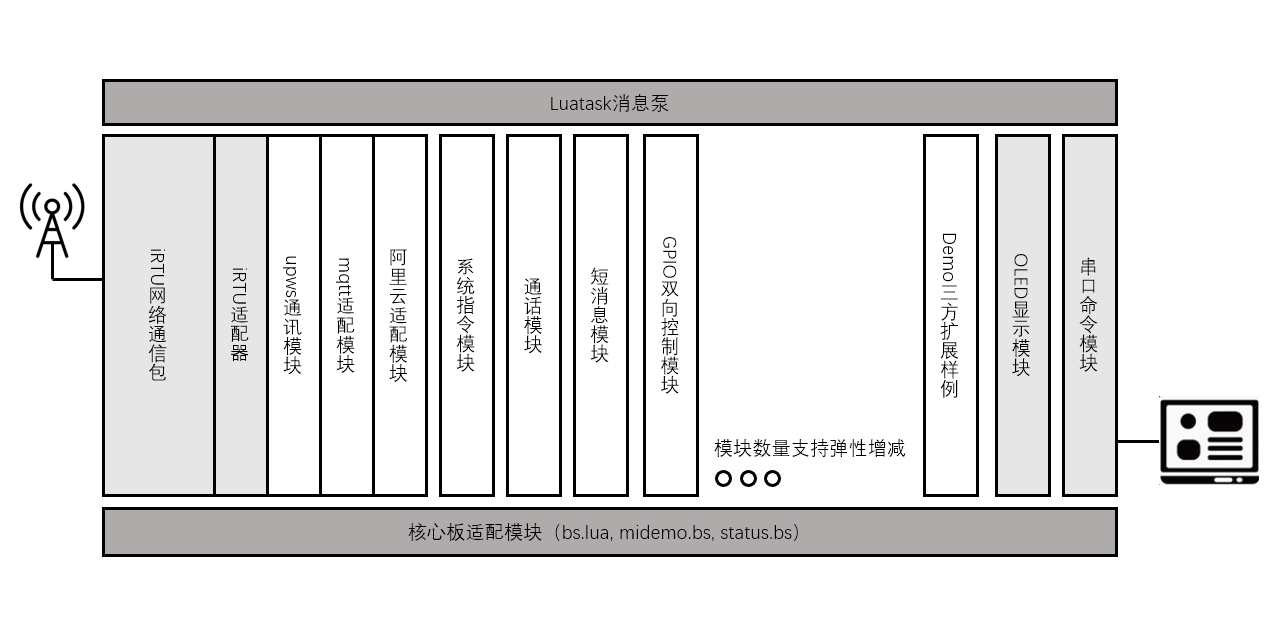 Luatask消息泵
iRTU网络通信包
iRTU适配器
upws通讯模块
mqtt适配模块
阿里云适配模块
系统指令模块
通话模块
短消息模块
GPIO双向控制模块
模块数量支持弹性增减
Demo三方扩展样例
OLED显示模块
串口命令模块
核心板适配模块（bs.lua, midemo.bs, status.bs）